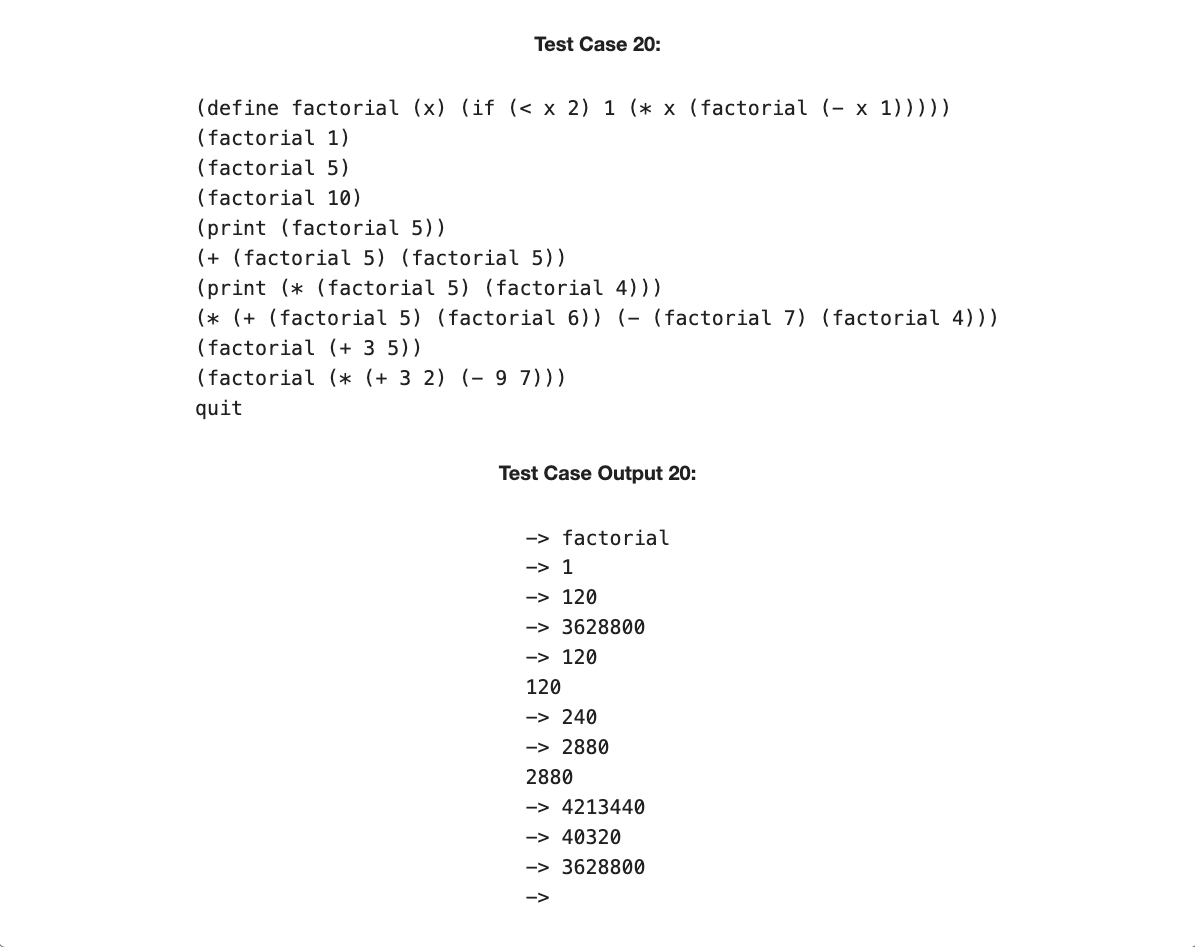 Test Case 20:
(define factorial (x) (if (< x 2) 1 (* x (factorial (- x 1)))))
(factorial 1)
(factorial 5)
(factorial 10)
(print (factorial 5))
(+ (factorial 5) (factorial 5))
(print (* (factorial 5) (factorial 4)))
(* (+ (factorial 5) (factorial 6)) (- (factorial 7) (factorial 4)))
(factorial (+ 3 5))
(factorial (* (+ 3 2) (- 9 7)))
quit
Test Case Output 20:
-> factorial
-> 1
-> 120
-> 3628800
-> 120
120
-> 240
-> 2880
2880
-> 4213440
-> 40320
-> 3628800
->